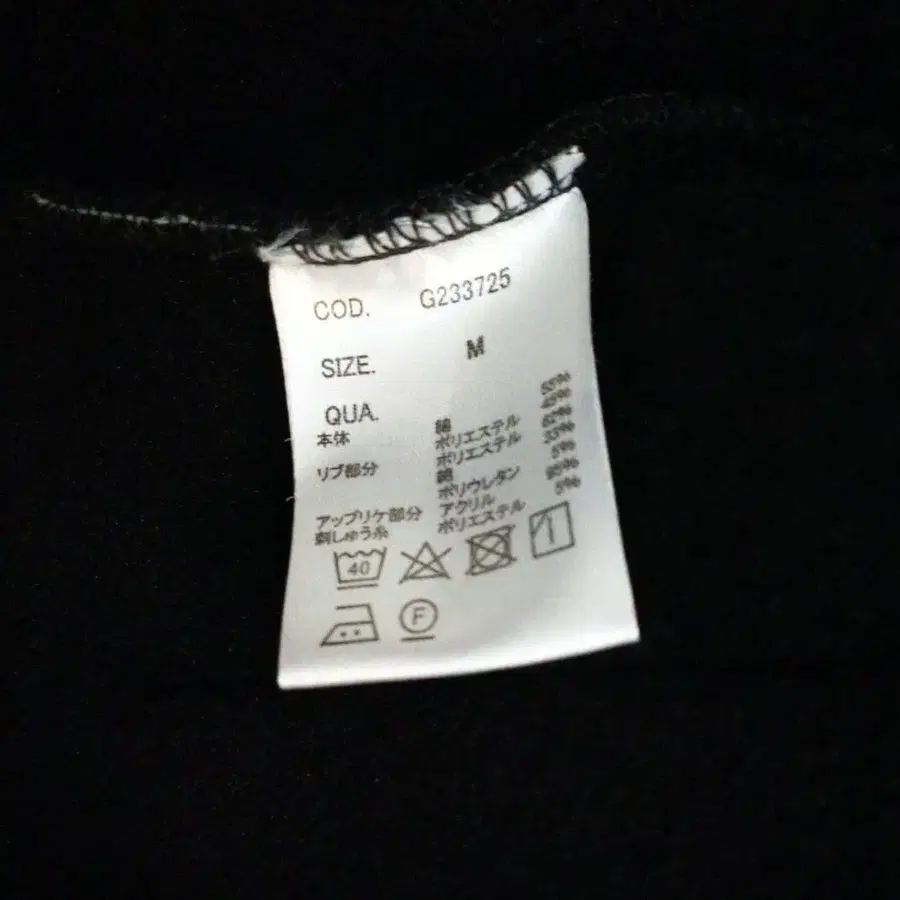 COD. G233725
SIZE. M
QUA.
本体 綿 55%
ポリエステル 45%
リブ部分 ポリエステル 62%
綿 33%
ポリウレタン 5%
アップリケ部分 アクリル 95%
刺しゅう糸 ポリエステル 5%
40
F